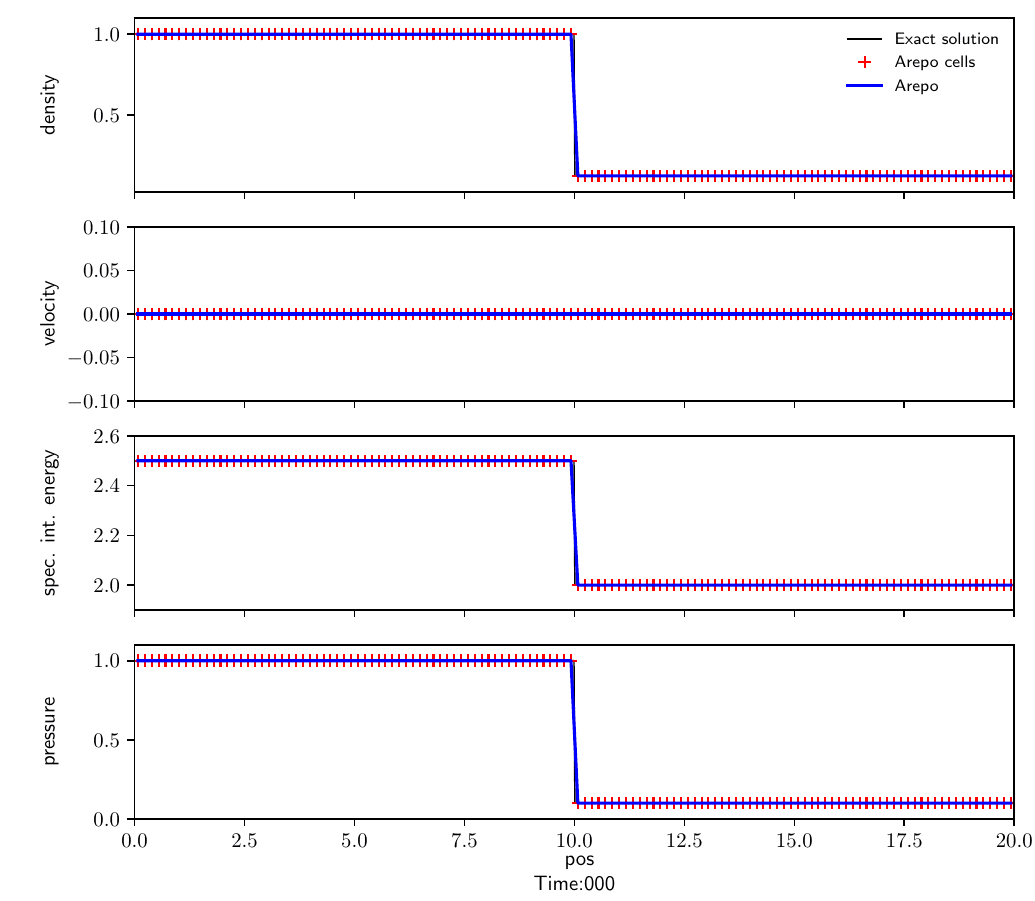 1.0
0.5
density
Exact solution
Arepo cells
Arepo
0.10
0.05
0.00
−0.05
−0.10
velocity
2.6
2.4
2.2
2.0
spec. int. energy
1.0
0.5
0.0
pressure
0.0 2.5 5.0 7.5 10.0 12.5 15.0 17.5 20.0
pos
Time:000